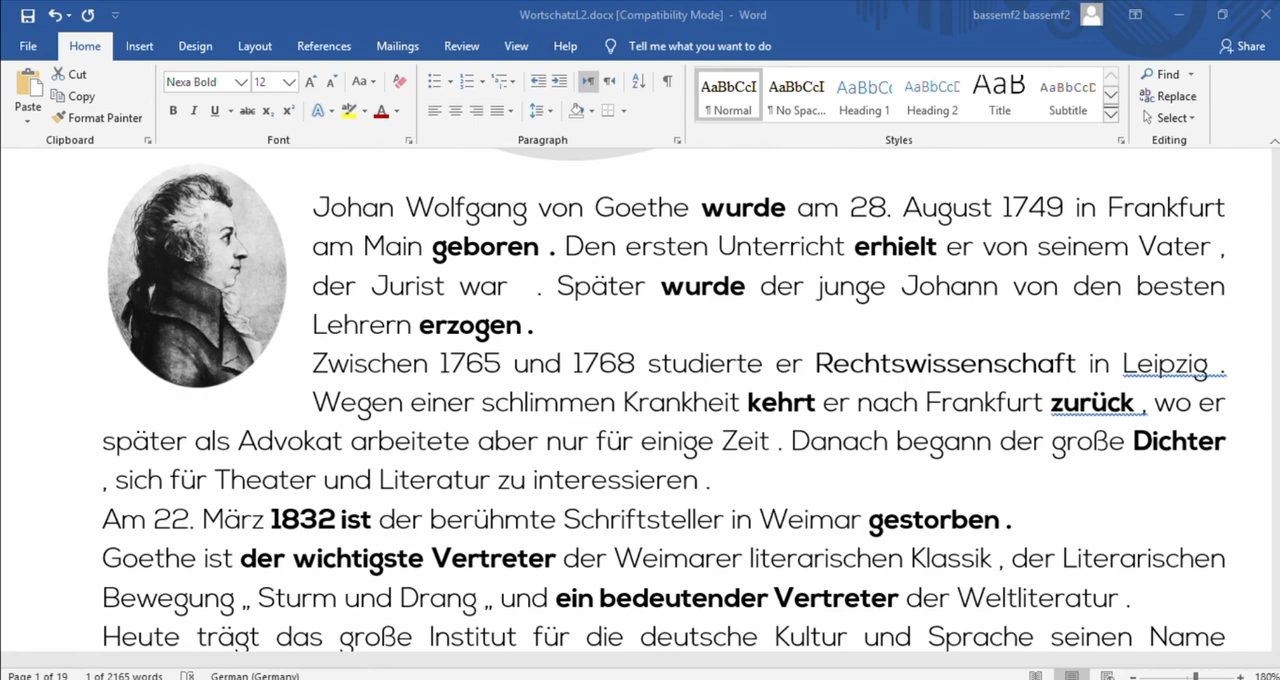 WortschatzL2.docx [Compatibility Mode] - Word
bassemf2 bassemf2
File Home Insert Design Layout References Mailings Review View Help Tell me what you want to do Share
Paste
Cut
Copy
Format Painter
Clipboard
Nexa Bold 12
Font
Paragraph
AaBbCcI AaBbCcI AaBbCc AaBbCcD AaB AaBbCcD
¶ Normal ¶ No Spac... Heading 1 Heading 2 Title Subtitle
Styles
Find
Replace
Select
Editing
Johan Wolfgang von Goethe wurde am 28. August 1749 in Frankfurt
am Main geboren . Den ersten Unterricht erhielt er von seinem Vater ,
der Jurist war . Später wurde der junge Johann von den besten
Lehrern erzogen .
Zwischen 1765 und 1768 studierte er Rechtswissenschaft in Leipzig .
Wegen einer schlimmen Krankheit kehrt er nach Frankfurt zurück , wo er
später als Advokat arbeitete aber nur für einige Zeit . Danach begann der große Dichter
, sich für Theater und Literatur zu interessieren .
Am 22. März 1832 ist der berühmte Schriftsteller in Weimar gestorben .
Goethe ist der wichtigste Vertreter der Weimarer literarischen Klassik , der Literarischen
Bewegung „ Sturm und Drang „ und ein bedeutender Vertreter der Weltliteratur .
Heute trägt das große Institut für die deutsche Kultur und Sprache seinen Name
Page 1 of 19 1 of 2165 words German (Germany) 180%